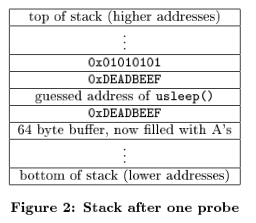 top of stack (higher addresses)
⋮
0x01010101
0xDEADBEEF
guessed address of usleep()
0xDEADBEEF
64 byte buffer, now filled with A's
⋮
bottom of stack (lower addresses)
Figure 2: Stack after one probe